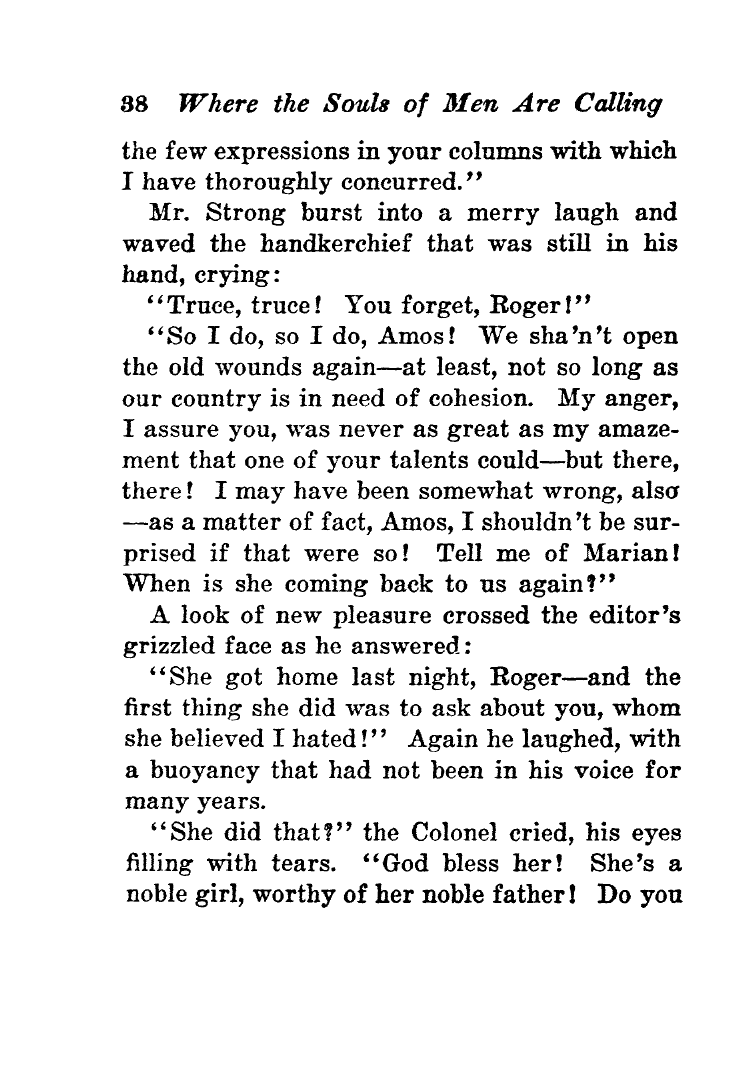 38 Where the Souls of Men Are Calling
the few expressions in your columns with which
I have thoroughly concurred."
Mr. Strong burst into a merry laugh and
waved the handkerchief that was still in his
hand, crying:
"Truce, truce! You forget, Roger!"
"So I do, so I do, Amos! We sha'n't open
the old wounds again—at least, not so long as
our country is in need of cohesion. My anger,
I assure you, was never as great as my amaze-
ment that one of your talents could—but there,
there! I may have been somewhat wrong, also
—as a matter of fact, Amos, I shouldn't be sur-
prised if that were so! Tell me of Marian!
When is she coming back to us again?"
A look of new pleasure crossed the editor's
grizzled face as he answered:
"She got home last night, Roger—and the
first thing she did was to ask about you, whom
she believed I hated!" Again he laughed, with
a buoyancy that had not been in his voice for
many years.
"She did that?" the Colonel cried, his eyes
filling with tears. "God bless her! She's a
noble girl, worthy of her noble father! Do you